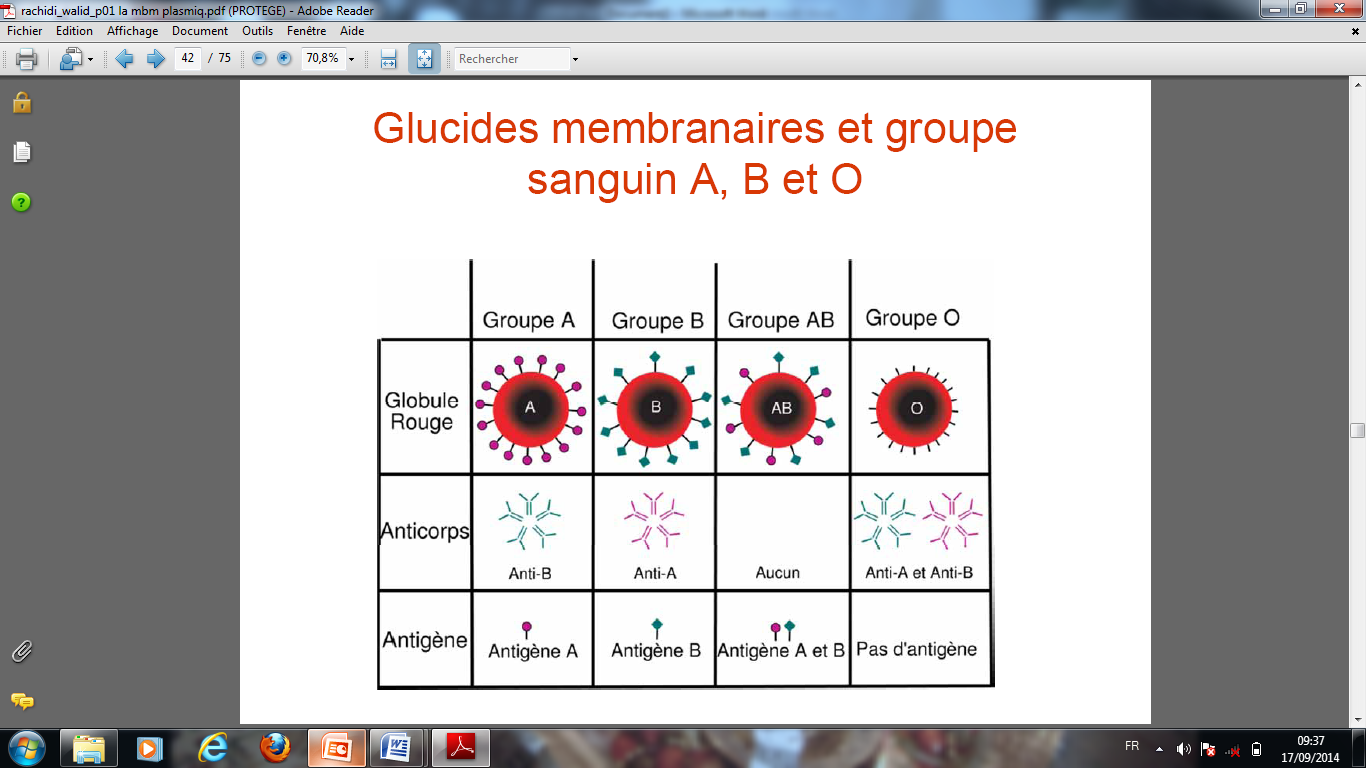 rachidi_walid_p01 la mbm plasmiq.pdf (PROTEGE) - Adobe Reader
Fichier Edition Affichage Document Outils Fenêtre Aide
42 / 75 70,8% Rechercher
Glucides membranaires et groupe
sanguin A, B et O
Groupe A Groupe B Groupe AB Groupe O
Globule
Rouge
A B AB O
Anticorps
Anti-B Anti-A Aucun Anti-A et Anti-B
Antigène
Antigène A Antigène B Antigène A et B Pas d'antigène
FR
09:37
17/09/2014